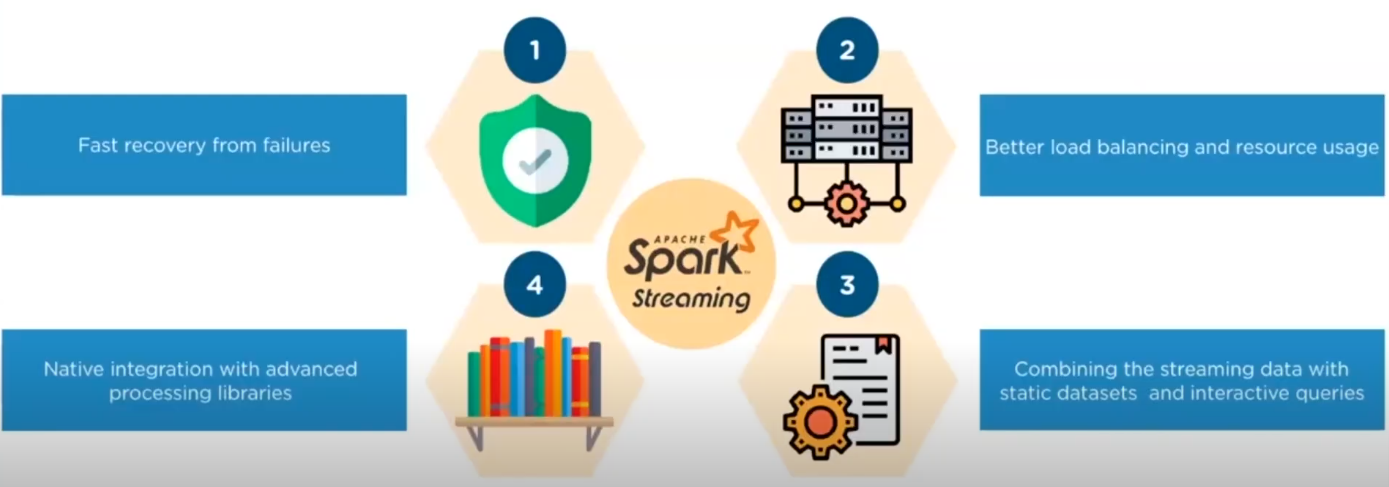 1
Fast recovery from failures
2
Better load balancing and resource usage
APACHE
Spark
Streaming
4
Native integration with advanced
processing libraries
3
Combining the streaming data with
static datasets and interactive queries